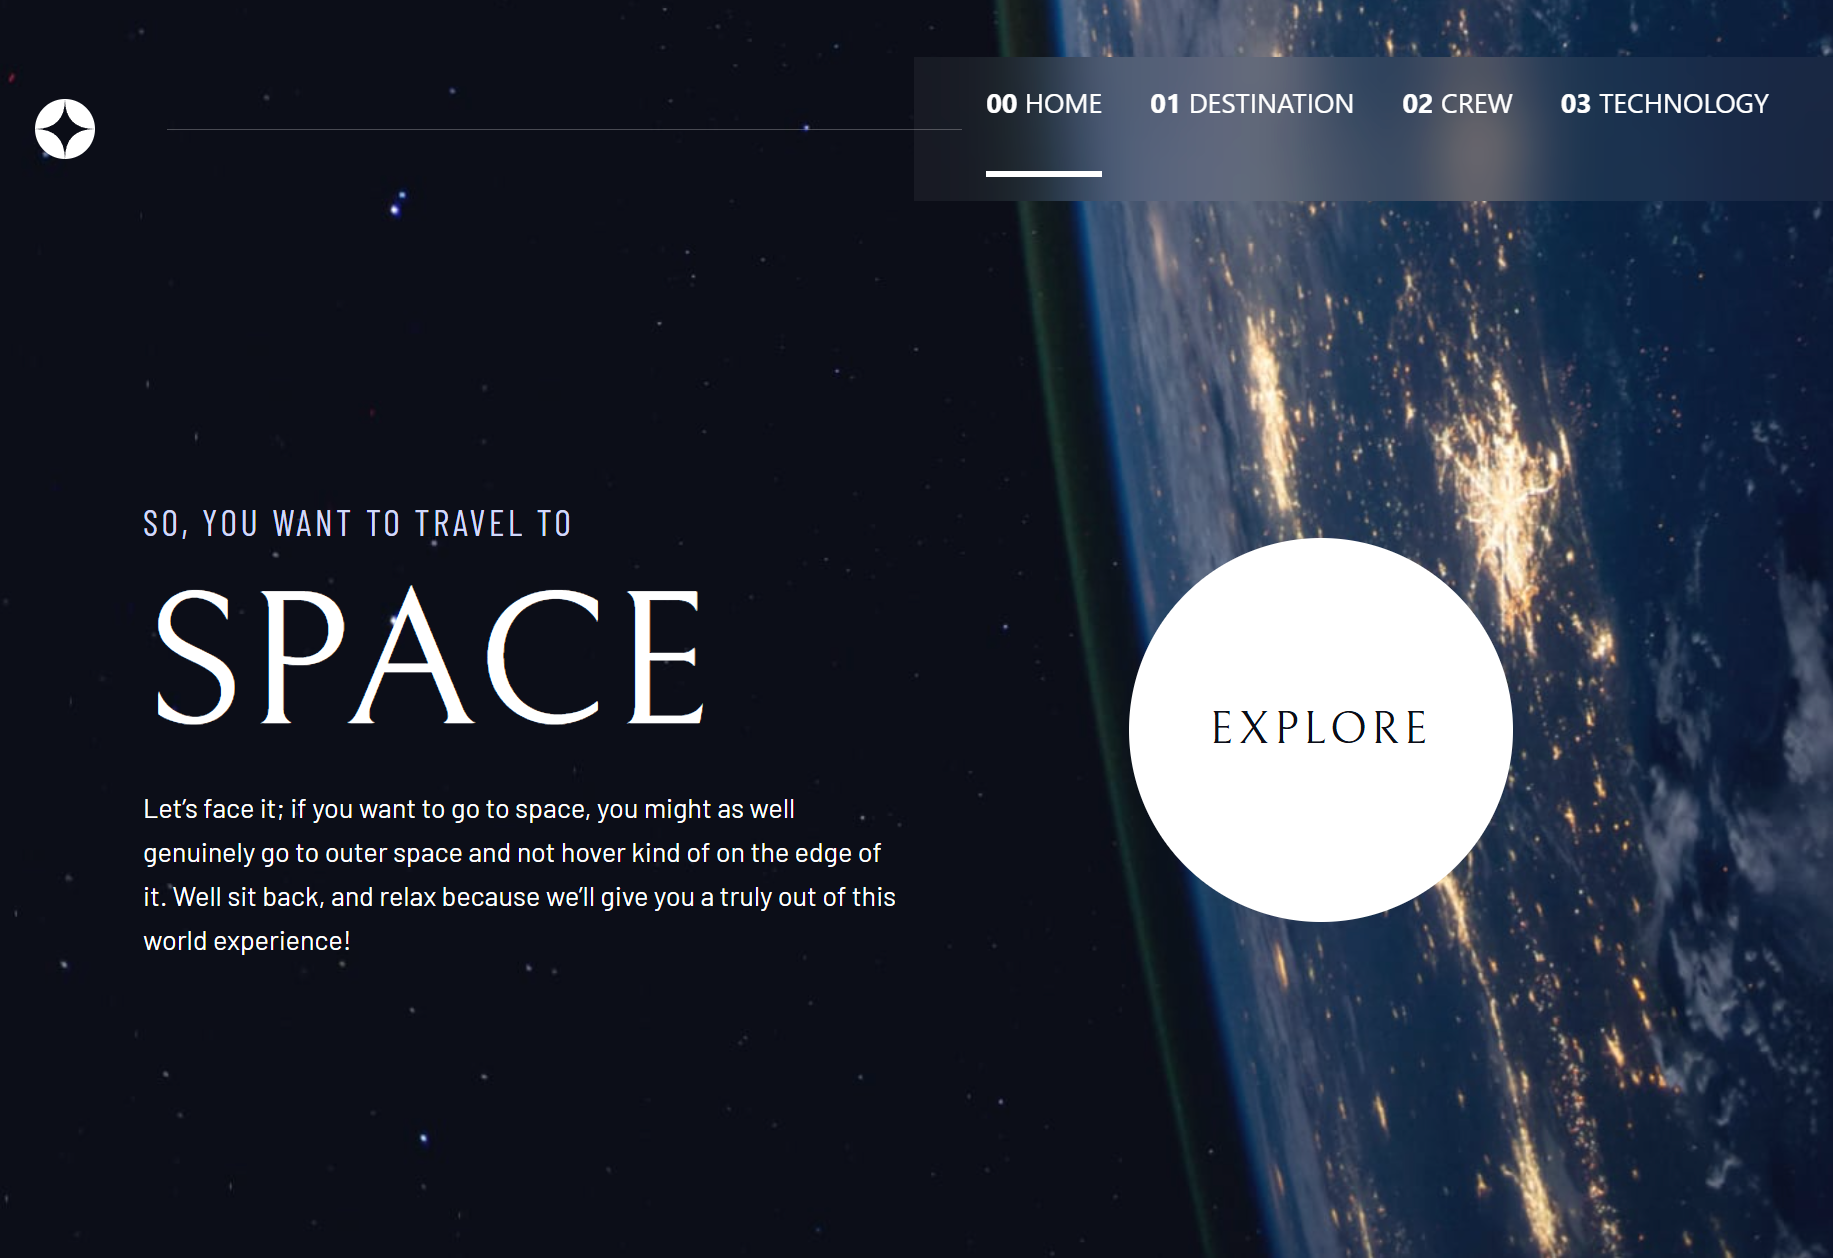 00 HOME 01 DESTINATION 02 CREW 03 TECHNOLOGY
SO, YOU WANT TO TRAVEL TO
SPACE
Let’s face it; if you want to go to space, you might as well
genuinely go to outer space and not hover kind of on the edge of
it. Well sit back, and relax because we’ll give you a truly out of this
world experience!
EXPLORE